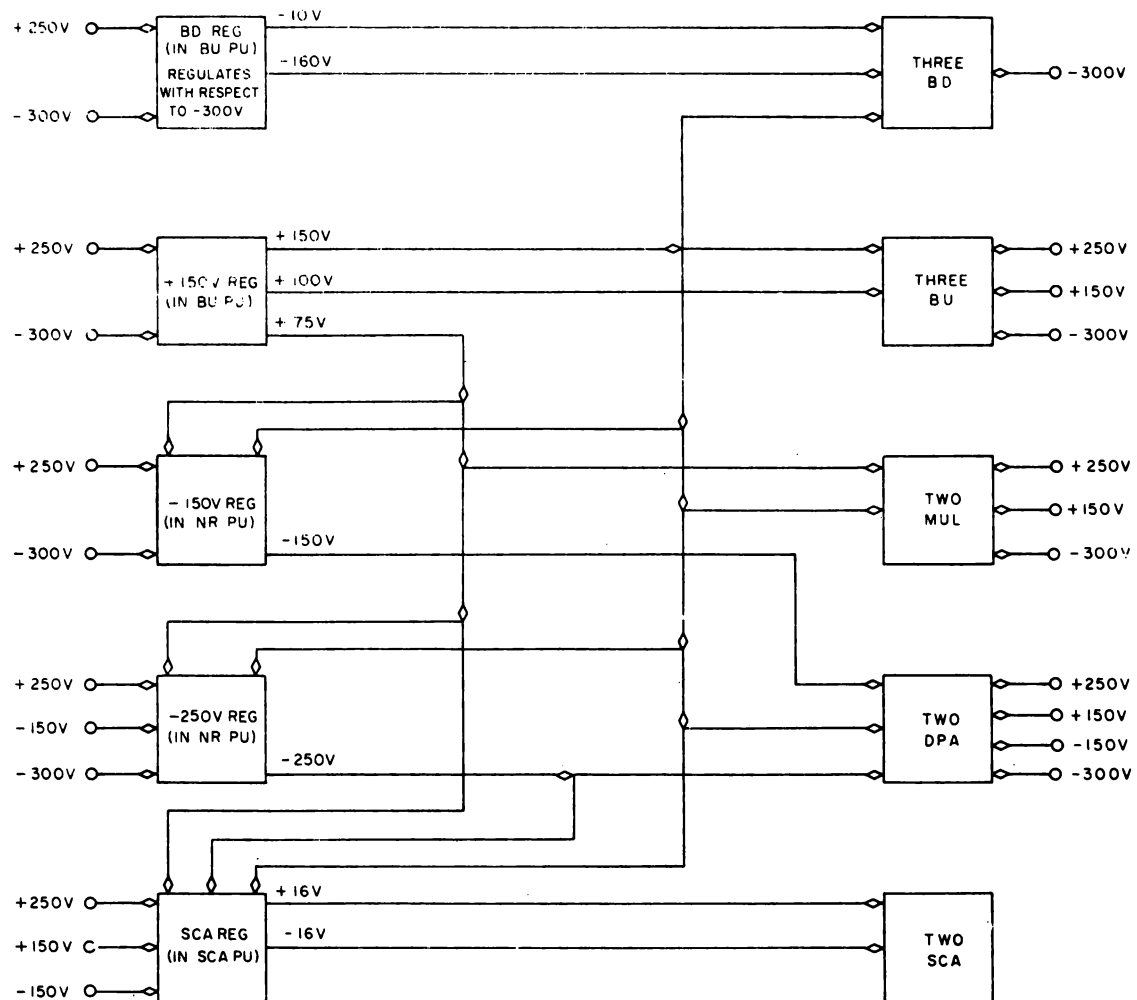 +250V
BD REG
(IN BU PU)
REGULATES
WITH RESPECT
TO -300V
-300V
-10V
-160V
THREE
BD
-300V
+250V
+150V REG
(IN BU PU)
-300V
+150V
+100V
+75V
THREE
BU
+250V
+150V
-300V
+250V
-150V REG
(IN NR PU)
-300V
-150V
TWO
MUL
+250V
+150V
-300V
+250V
-150V
-300V
-250V REG
(IN NR PU)
-250V
TWO
DPA
+250V
+150V
-150V
-300V
+250V
+150V
-150V
SCA REG
(IN SCA PU)
+16V
-16V
TWO
SCA